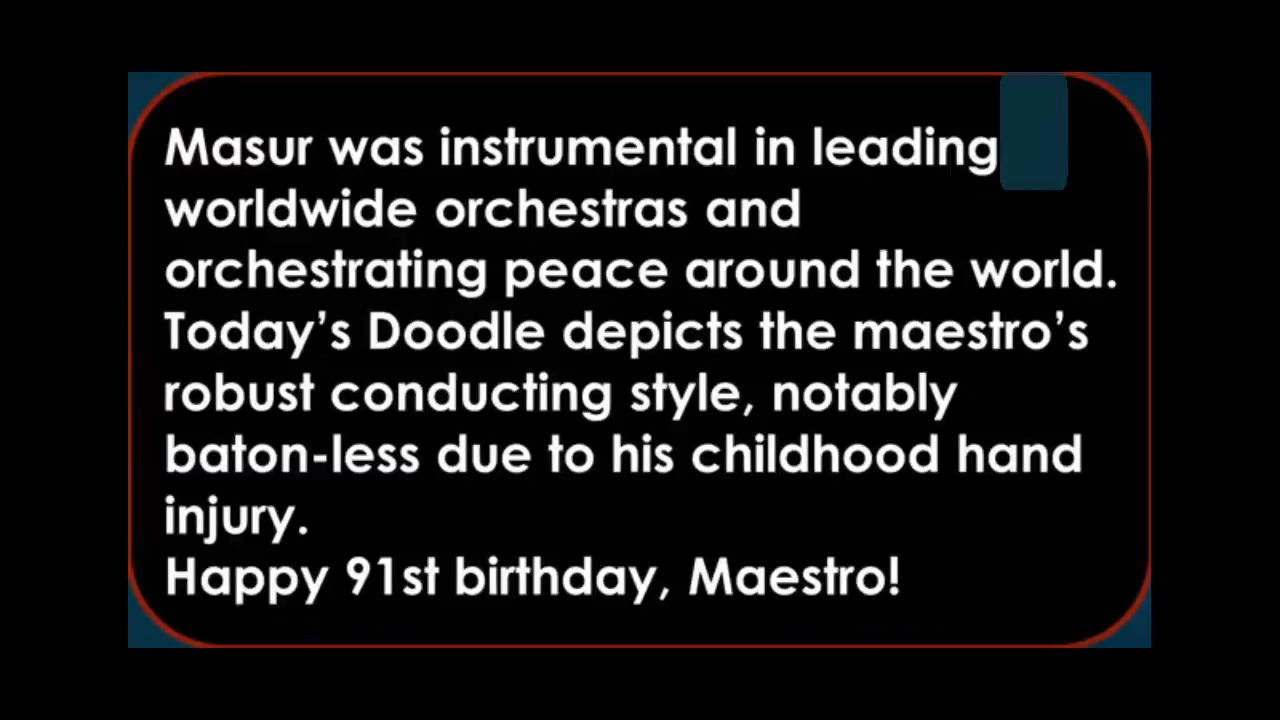 Masur was instrumental in leading
worldwide orchestras and
orchestrating peace around the world.
Today’s Doodle depicts the maestro’s
robust conducting style, notably
baton-less due to his childhood hand
injury.
Happy 91st birthday, Maestro!